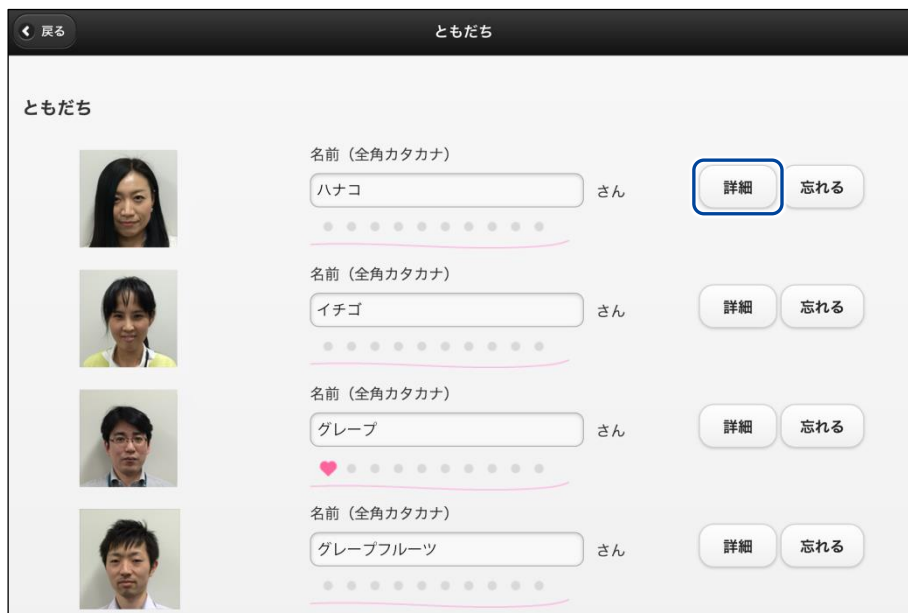 戻る
ともだち
ともだち
名前（全角カタカナ）
ハナコ さん 詳細 忘れる
名前（全角カタカナ）
イチゴ さん 詳細 忘れる
名前（全角カタカナ）
グレープ さん 詳細 忘れる
名前（全角カタカナ）
グレープフルーツ さん 詳細 忘れる